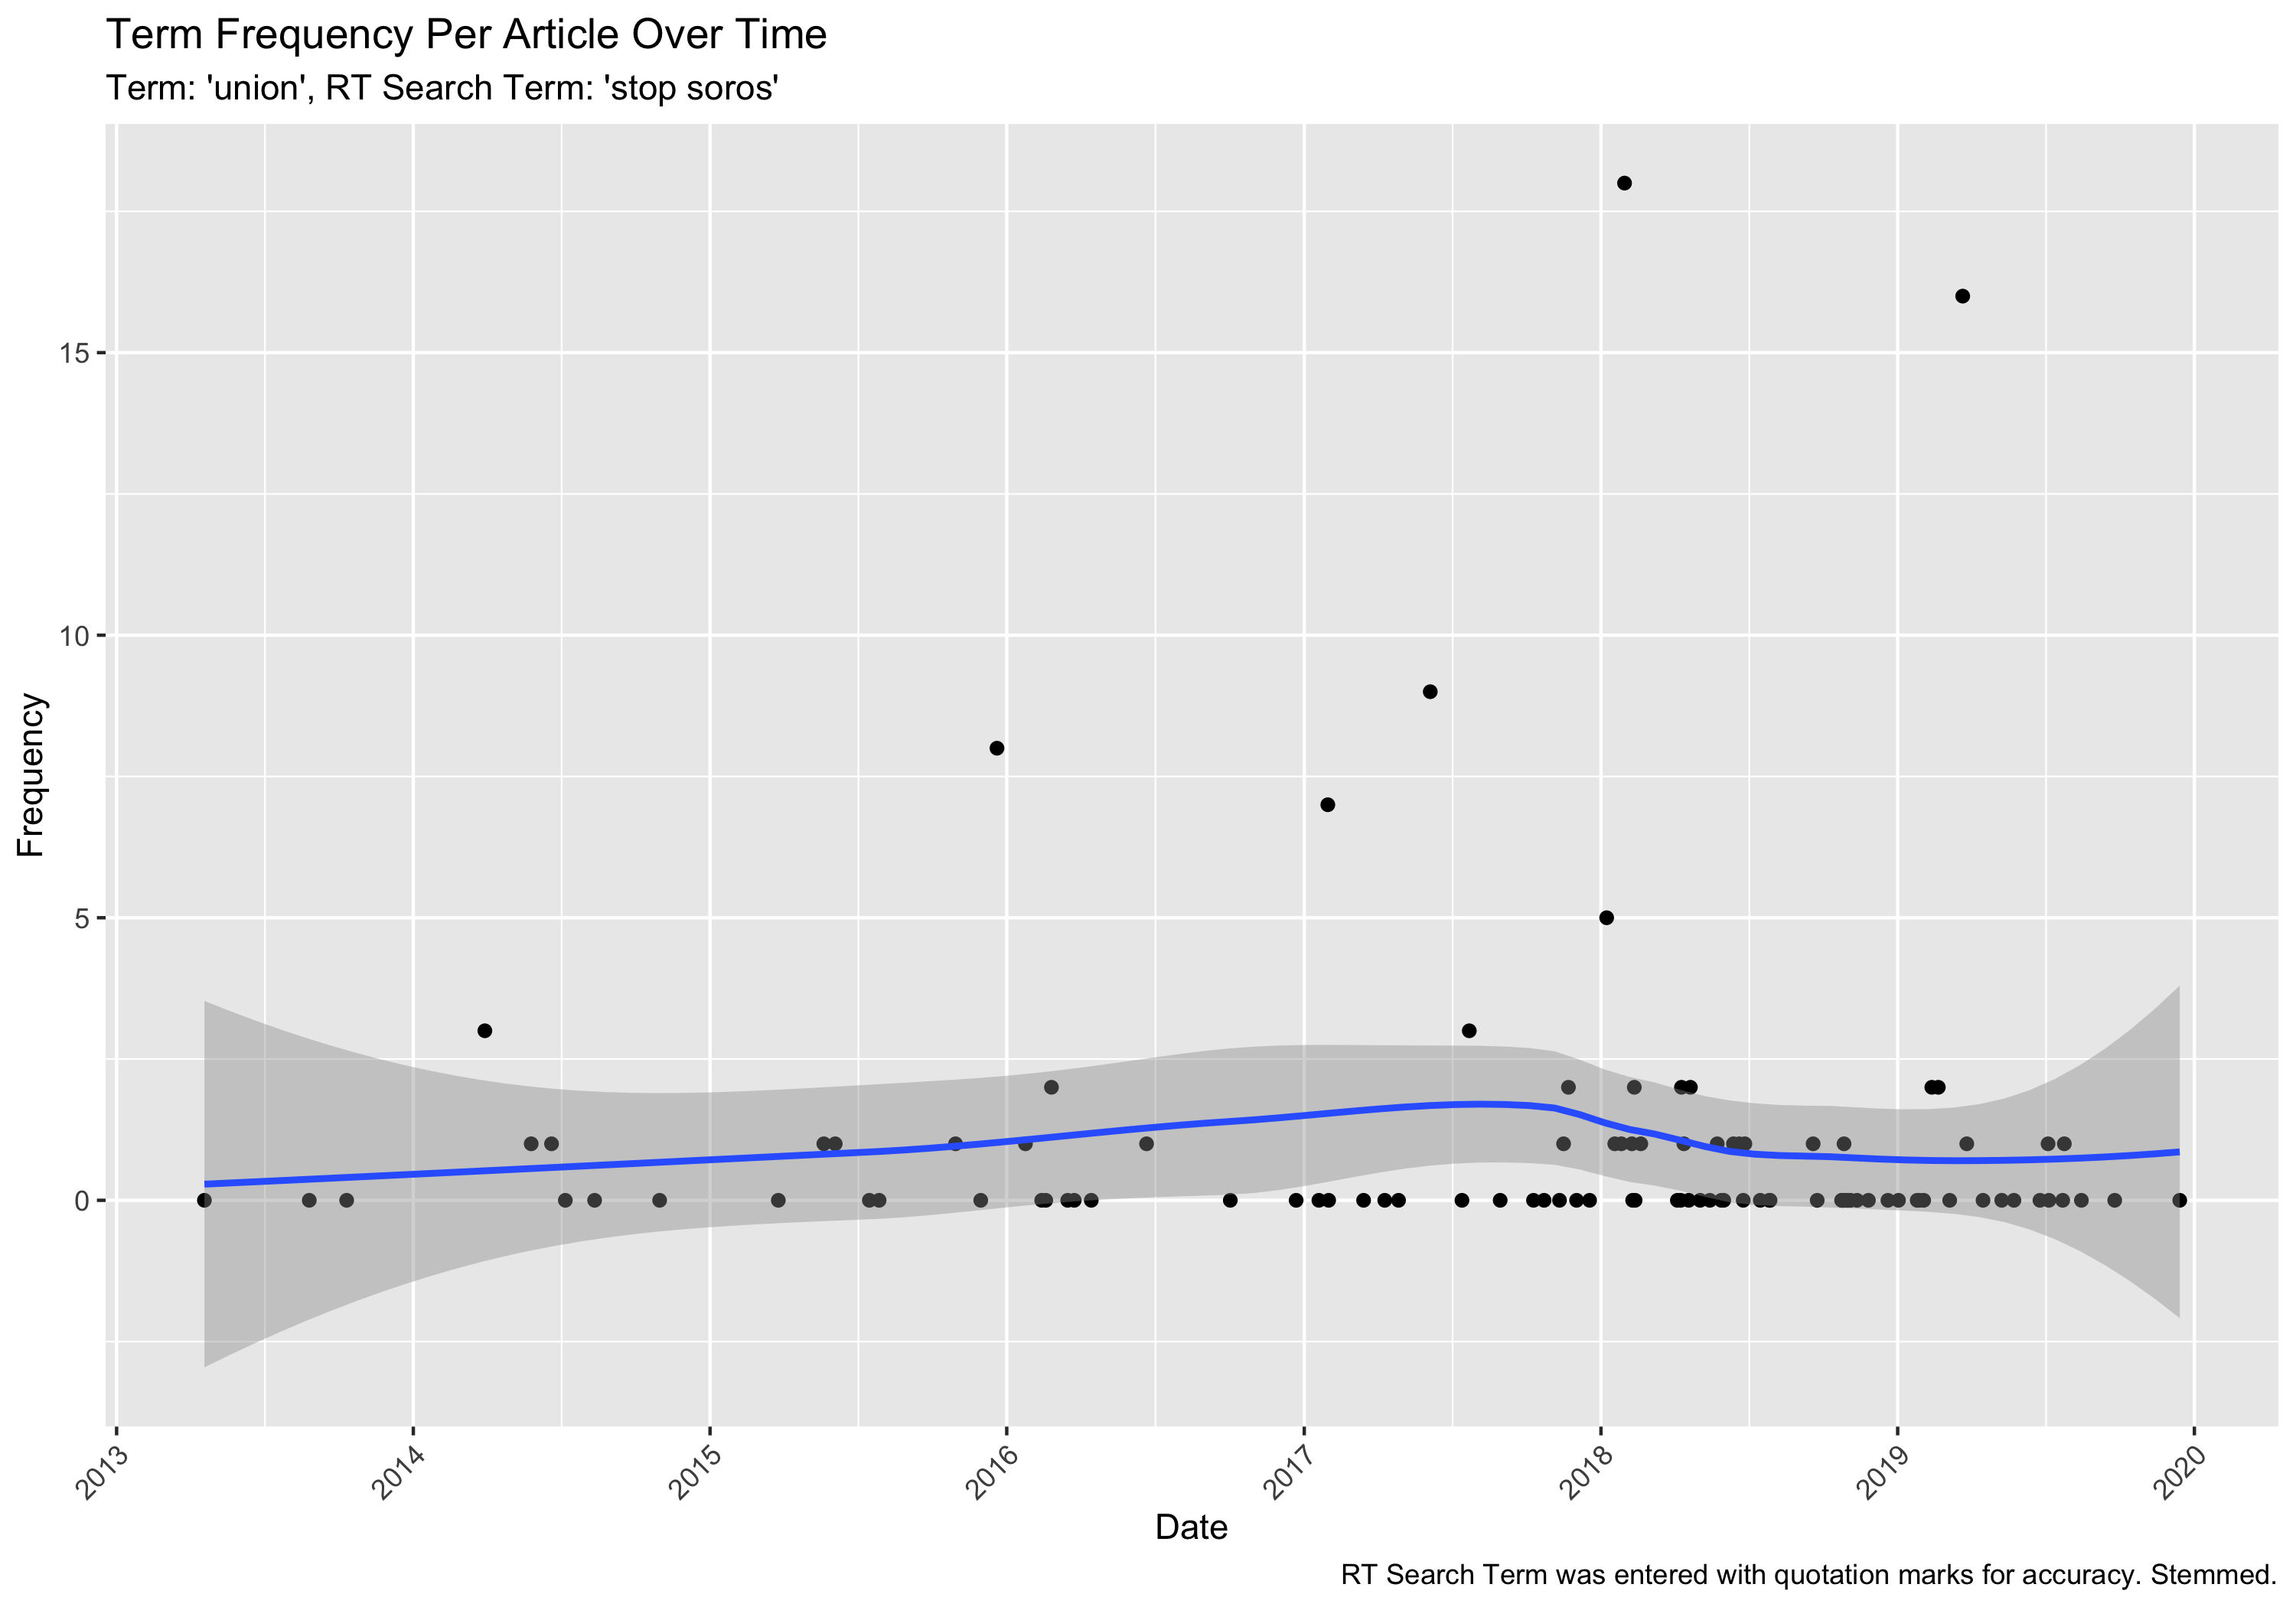 Term Frequency Per Article Over Time
Term: 'union', RT Search Term: 'stop soros'
Frequency
15
10
5
0
2013
2014
2015
2016
2017
2018
2019
2020
Date
RT Search Term was entered with quotation marks for accuracy. Stemmed.